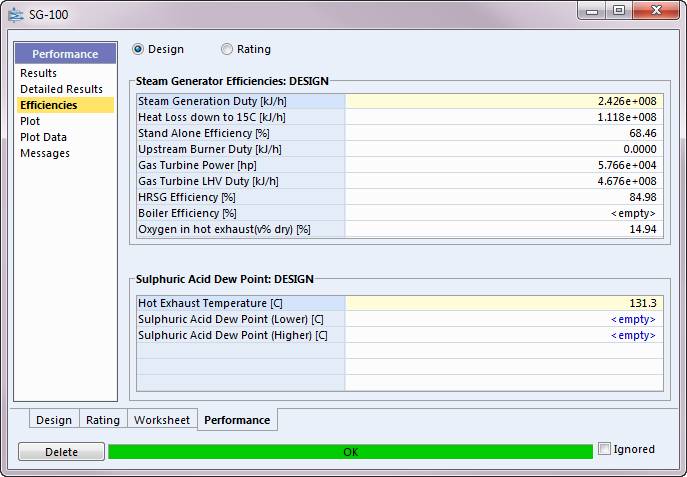 SG-100
Performance
Results
Detailed Results
Efficiencies
Plot
Plot Data
Messages
Design Rating
Steam Generator Efficiencies: DESIGN
Steam Generation Duty [kJ/h] 2.426e+008
Heat Loss down to 15C [kJ/h] 1.118e+008
Stand Alone Efficiency [%] 68.46
Upstream Burner Duty [kJ/h] 0.0000
Gas Turbine Power [hp] 5.766e+004
Gas Turbine LHV Duty [kJ/h] 4.676e+008
HRSG Efficiency [%] 84.98
Boiler Efficiency [%] <empty>
Oxygen in hot exhaust(v% dry) [%] 14.94
Sulphuric Acid Dew Point: DESIGN
Hot Exhaust Temperature [C] 131.3
Sulphuric Acid Dew Point (Lower) [C] <empty>
Sulphuric Acid Dew Point (Higher) [C] <empty>
Design Rating Worksheet Performance
Delete OK Ignored